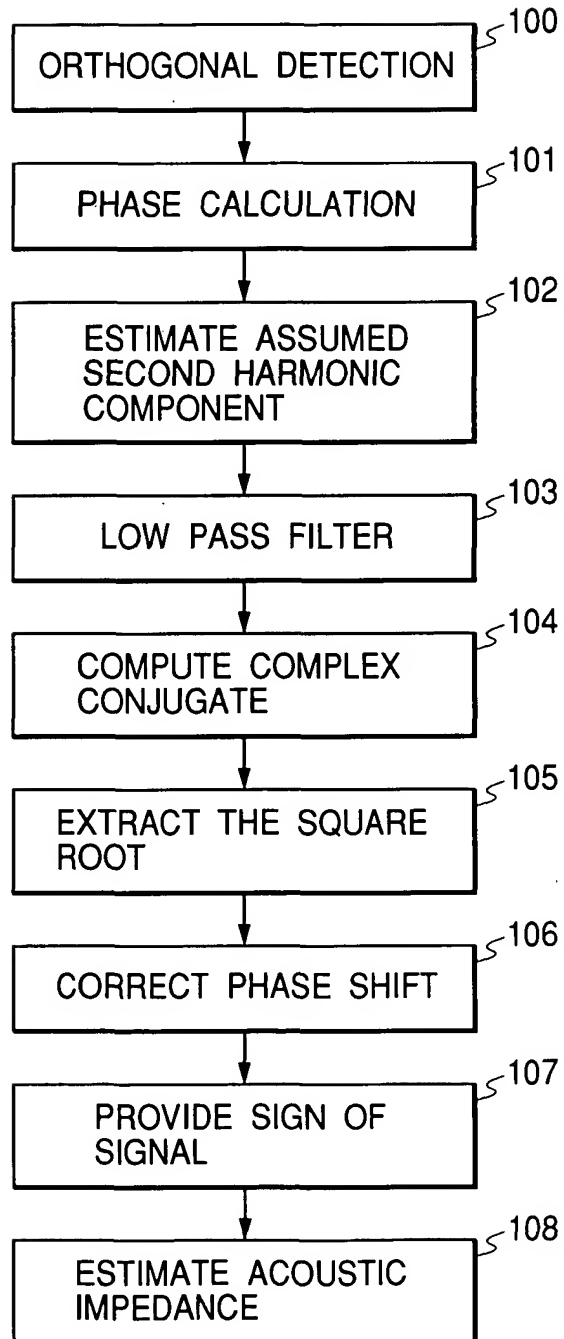 100
ORTHOGONAL DETECTION
101
PHASE CALCULATION
102
ESTIMATE ASSUMED
SECOND HARMONIC
COMPONENT
103
LOW PASS FILTER
104
COMPUTE COMPLEX
CONJUGATE
105
EXTRACT THE SQUARE
ROOT
106
CORRECT PHASE SHIFT
107
PROVIDE SIGN OF
SIGNAL
108
ESTIMATE ACOUSTIC
IMPEDANCE